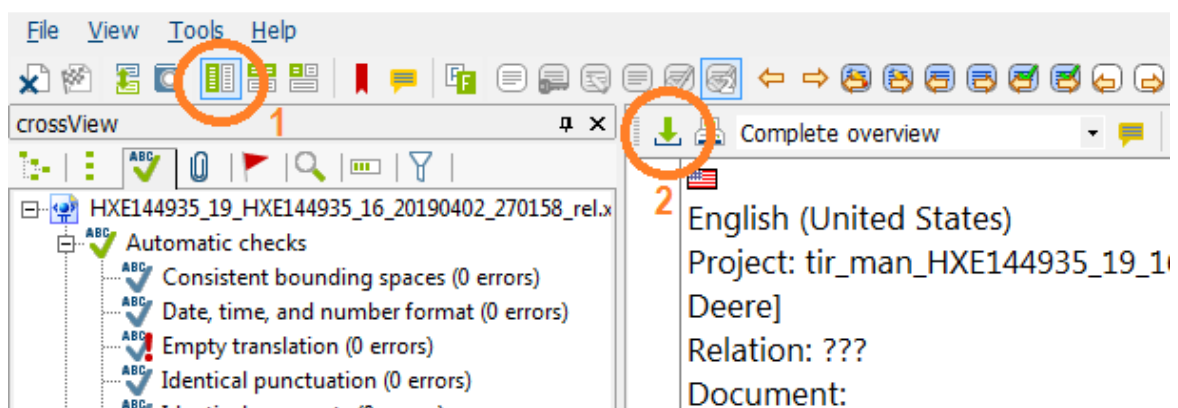 File View Tools Help
1
crossView
Complete overview
2
HXE144935_19_HXE144935_16_20190402_270158_rel.x
Automatic checks
Consistent bounding spaces (0 errors)
Date, time, and number format (0 errors)
Empty translation (0 errors)
Identical punctuation (0 errors)
English (United States)
Project: tir_man_HXE144935_19_16
Deere]
Relation: ???
Document: